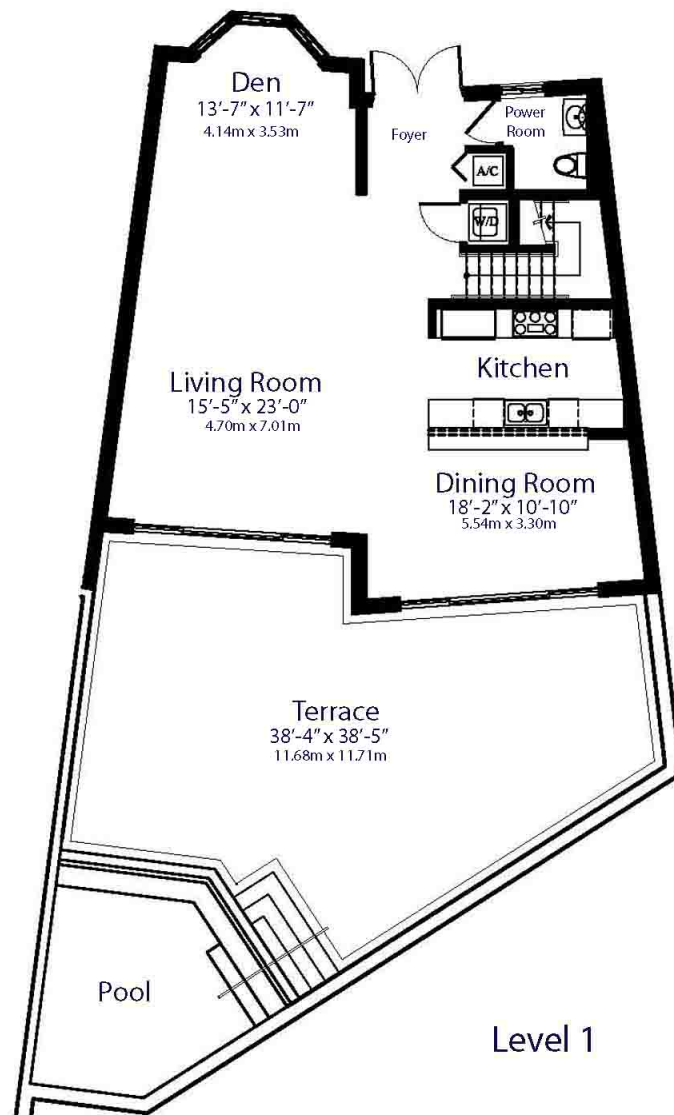 Den
13'-7" x 11'-7"
4.14m x 3.53m
Foyer
Power
Room
A/C
W/D
Living Room
15'-5" x 23'-0"
4.70m x 7.01m
Kitchen
Dining Room
18'-2" x 10'-10"
5.54m x 3.30m
Terrace
38'-4" x 38'-5"
11.68m x 11.71m
Pool
Level 1